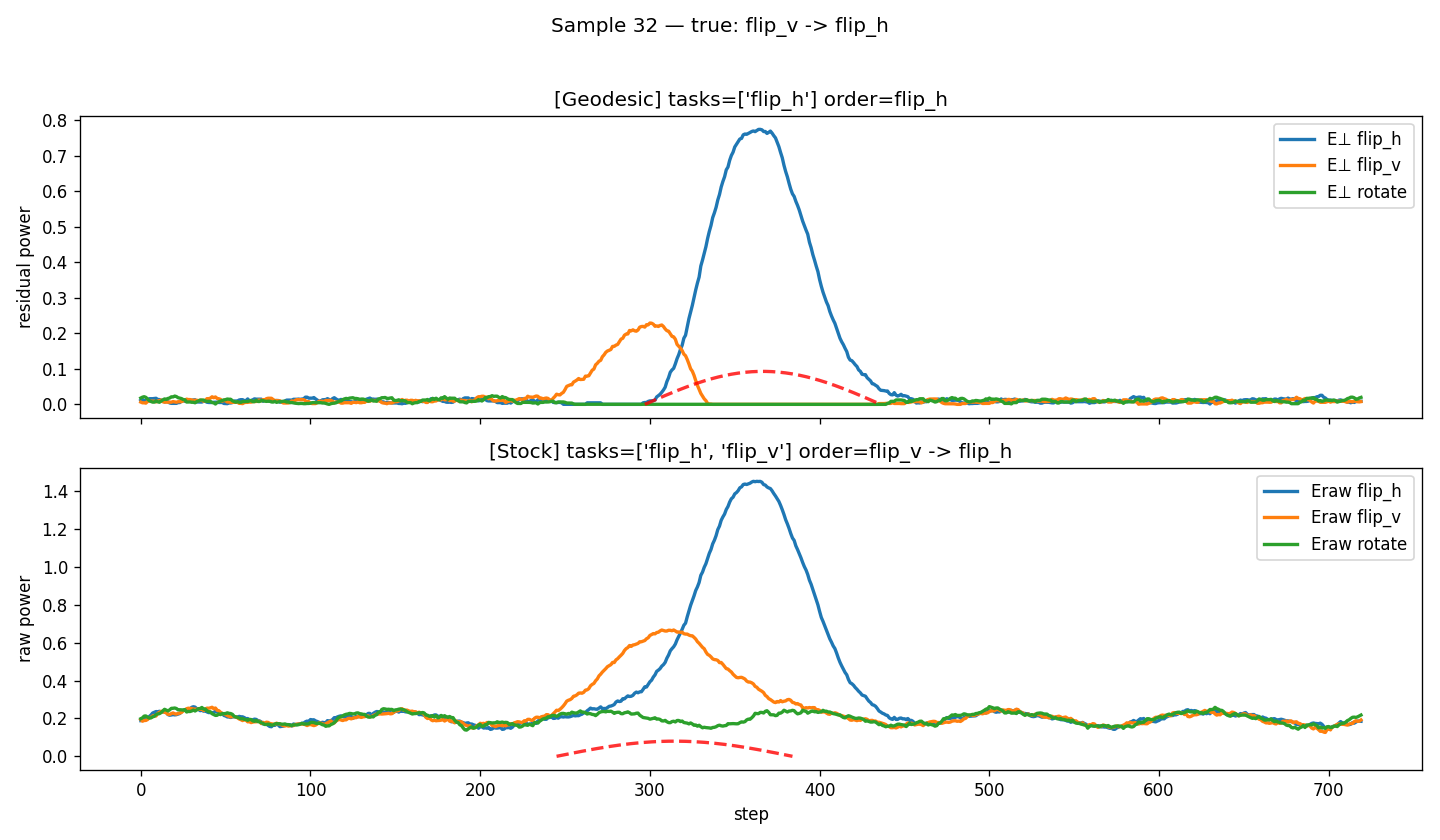 Sample 32 — true: flip_v -> flip_h
[Geodesic] tasks=['flip_h'] order=flip_h
0.8
0.7
0.6
0.5
0.4
0.3
0.2
0.1
0.0
residual power
E⊥ flip_h
E⊥ flip_v
E⊥ rotate
[Stock] tasks=['flip_h', 'flip_v'] order=flip_v -> flip_h
1.4
1.2
1.0
0.8
0.6
0.4
0.2
0.0
raw power
Eraw flip_h
Eraw flip_v
Eraw rotate
0 100 200 300 400 500 600 700
step